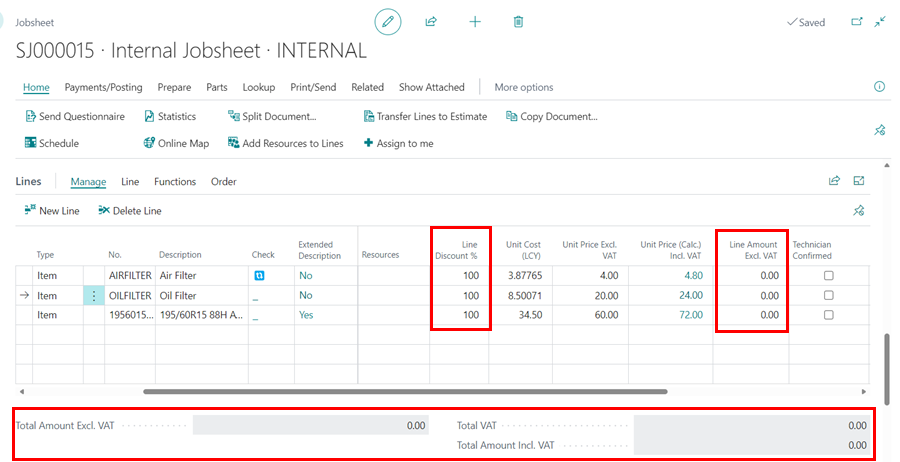 Jobsheet
Saved
SJ000015 · Internal Jobsheet · INTERNAL
Home Payments/Posting Prepare Parts Lookup Print/Send Related Show Attached More options
Send Questionnaire Statistics Split Document... Transfer Lines to Estimate Copy Document...
Schedule Online Map Add Resources to Lines Assign to me
Lines Manage Line Functions Order
New Line Delete Line
Type No. Description Check Extended Description Resources Line Discount % Unit Cost (LCY) Unit Price Excl. VAT Unit Price (Calc.) Incl. VAT Line Amount Excl. VAT Technician Confirmed
Item AIRFILTER Air Filter No 100 3.87765 4.00 4.80 0.00
Item OILFILTER Oil Filter _ No 100 8.50071 20.00 24.00 0.00
Item 1956015... 195/60R15 88H A... _ Yes 100 34.50 60.00 72.00 0.00
Total Amount Excl. VAT 0.00 Total VAT 0.00
Total Amount Incl. VAT 0.00